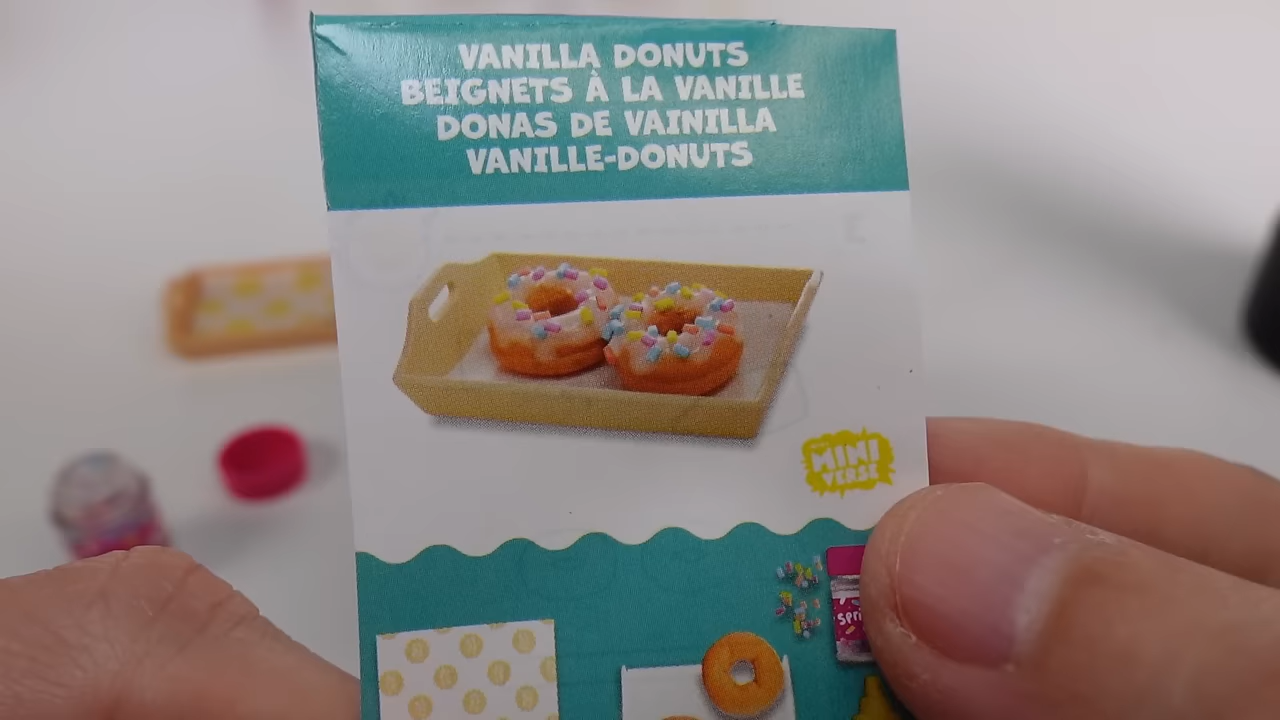 VANILLA DONUTS
BEIGNETS À LA VANILLE
DONAS DE VAINILLA
VANILLE-DONUTS
MINI
VERSE